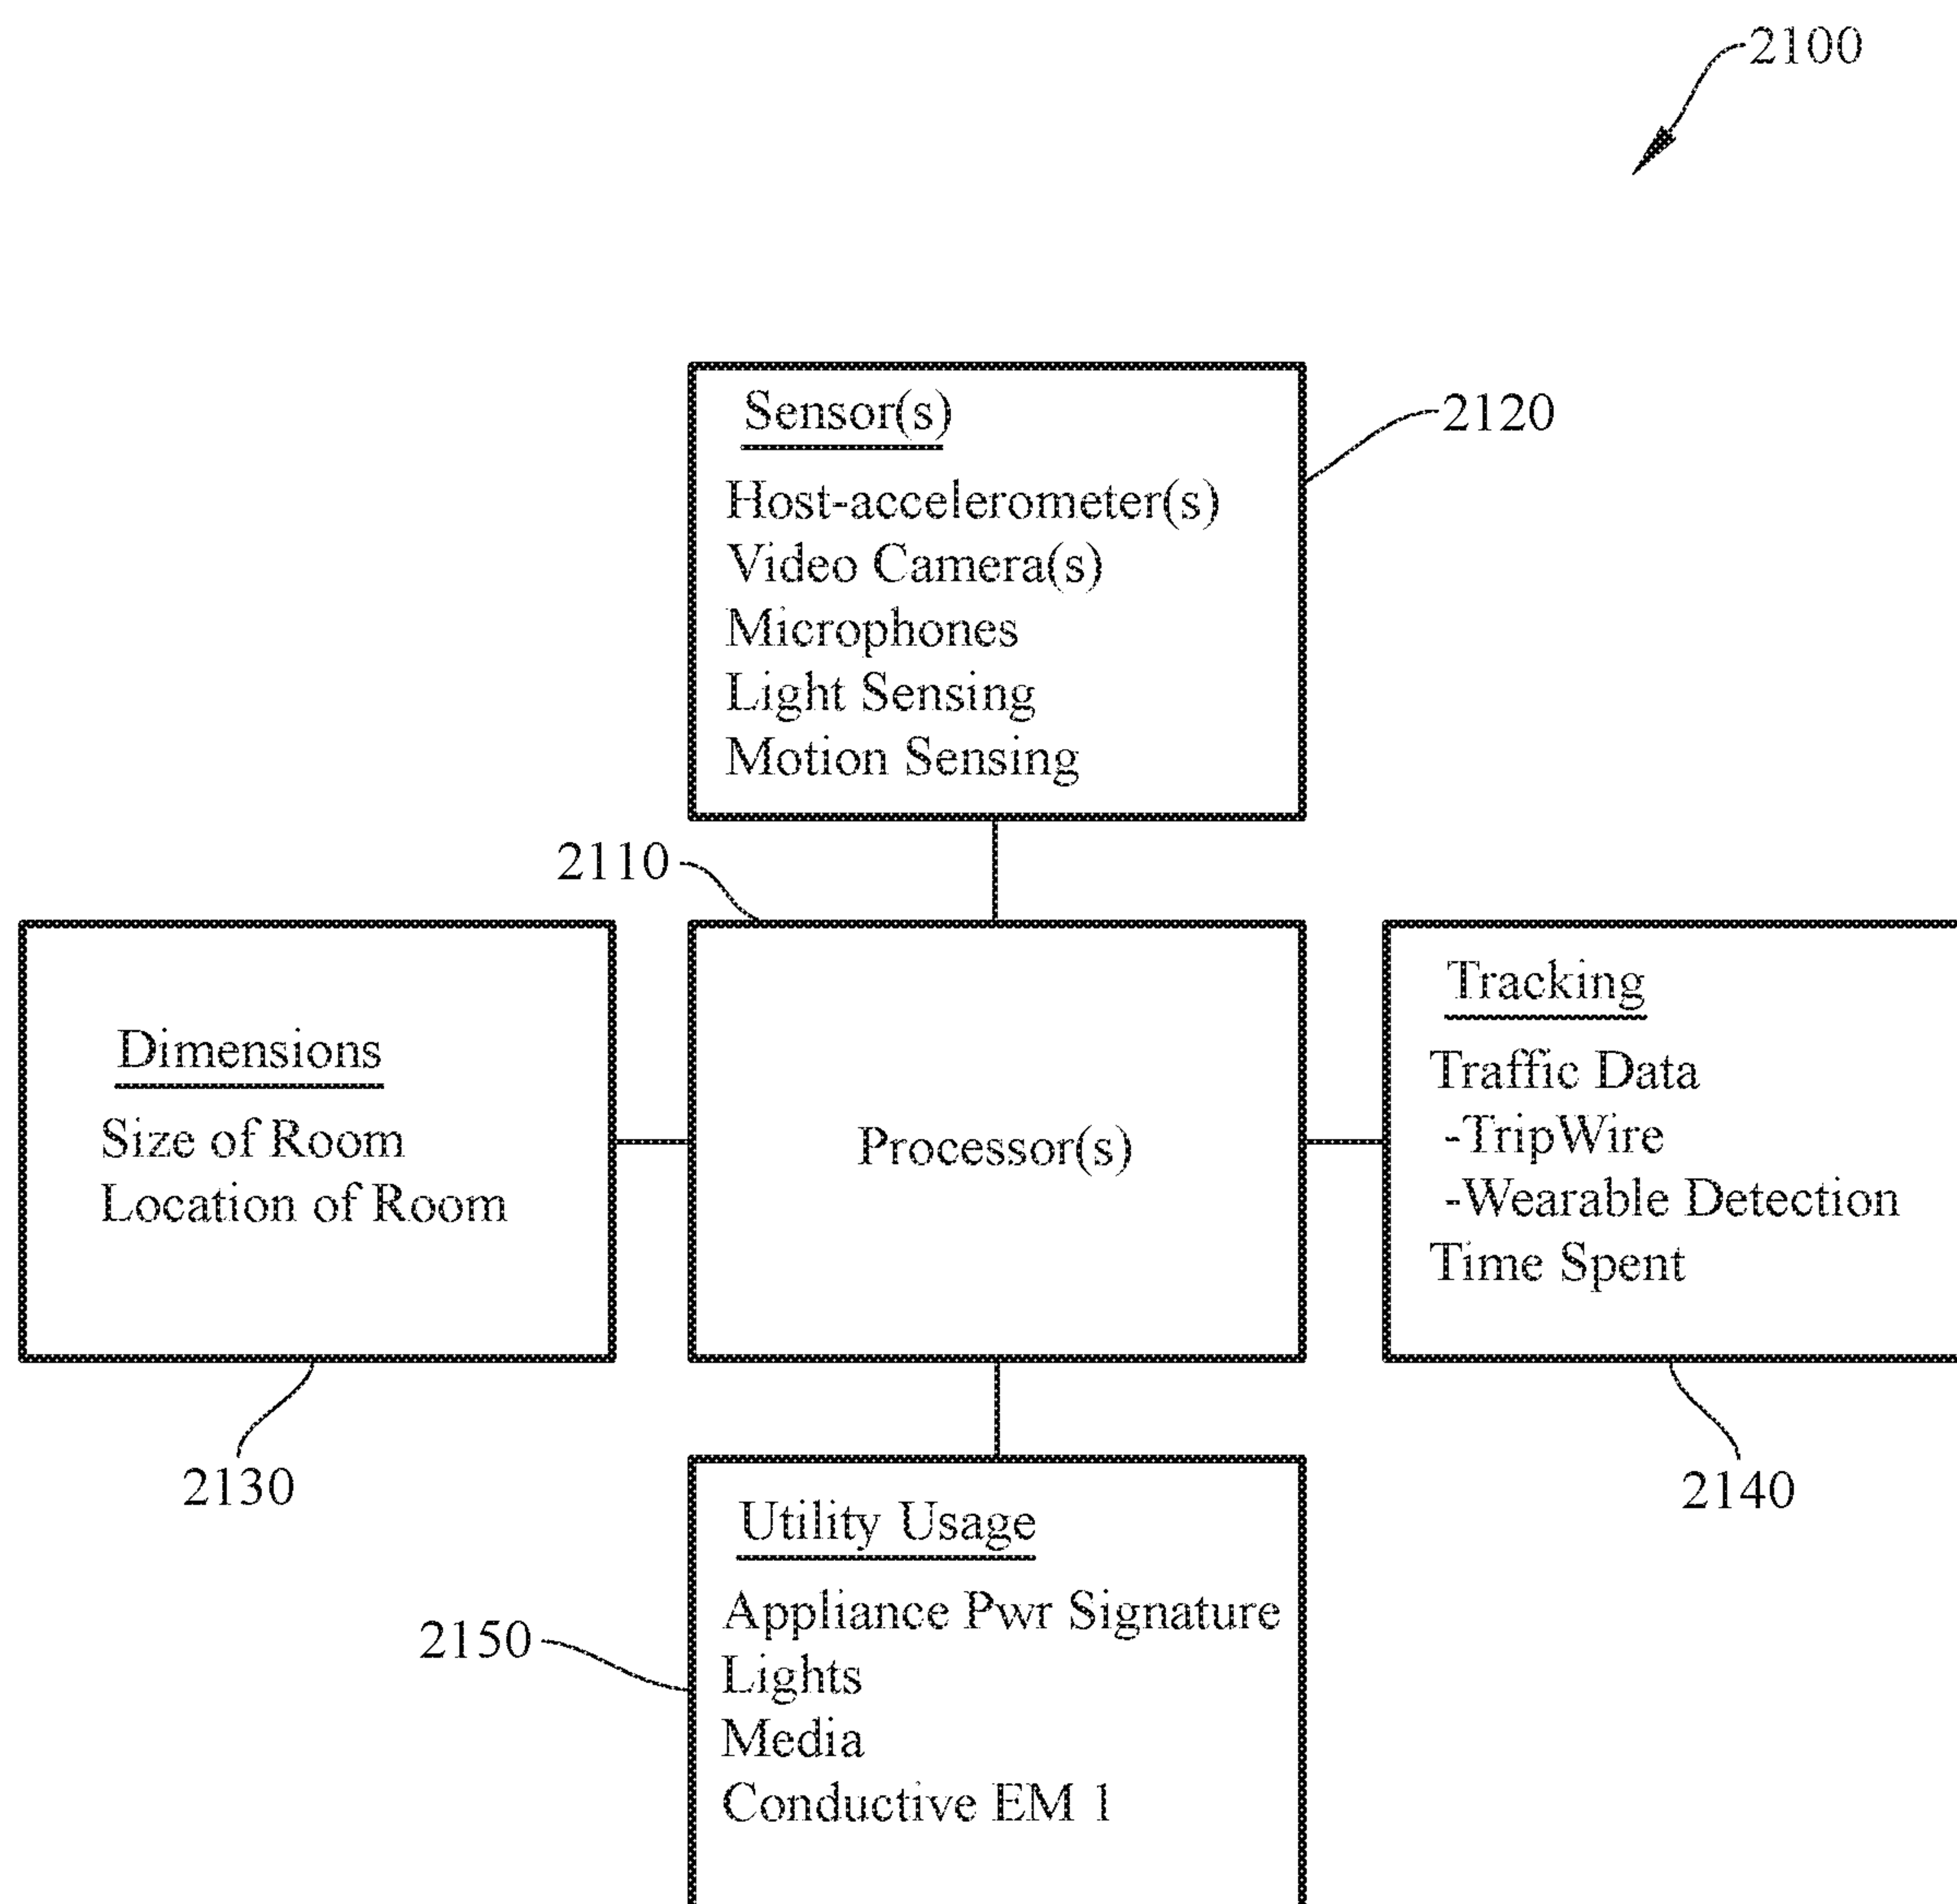 2100
Sensor(s)
2120
Host-accelerometer(s)
Video Camera(s)
Microphones
Light Sensing
Motion Sensing
2110
Dimensions
Size of Room
Location of Room
2130
Processor(s)
Tracking
Traffic Data
-TripWire
-Wearable Detection
Time Spent
2140
Utility Usage
2150
Appliance Pwr Signature
Lights
Media
Conductive EM 1